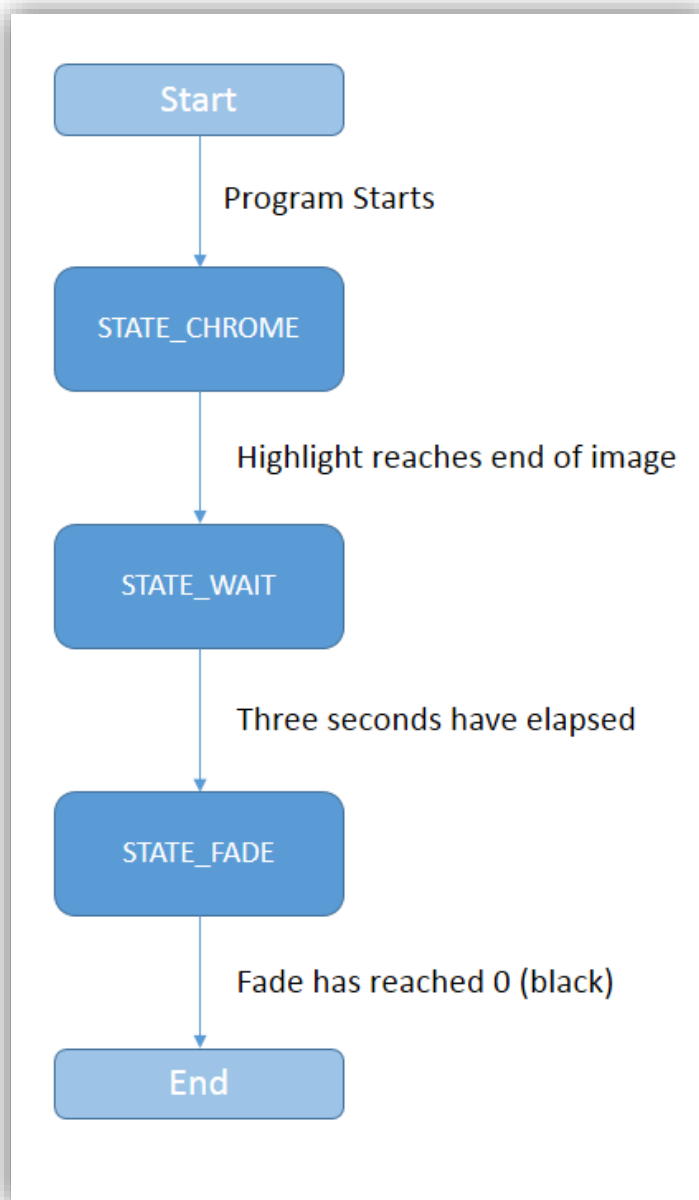 Start
Program Starts
STATE_CHROME
Highlight reaches end of image
STATE_WAIT
Three seconds have elapsed
STATE_FADE
Fade has reached 0 (black)
End